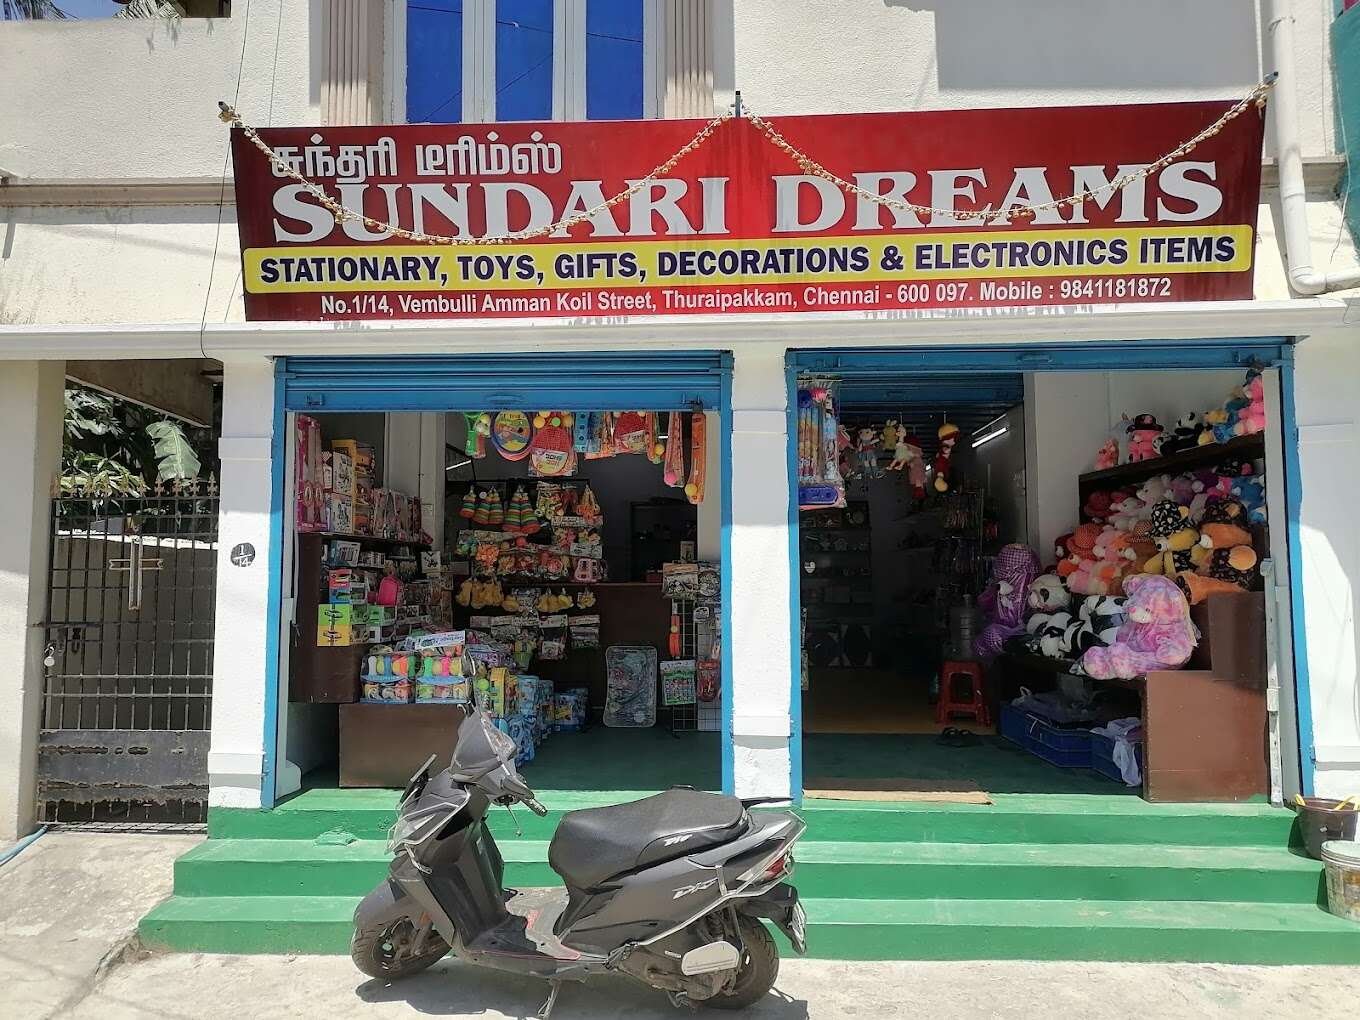 சுந்தரி டீரிம்ஸ்
SUNDARI DREAMS
STATIONARY, TOYS, GIFTS, DECORATIONS & ELECTRONICS ITEMS
No.1/14, Vembulli Amman Koil Street, Thuraipakkam, Chennai - 600 097. Mobile : 9841181872
1
14
DIO